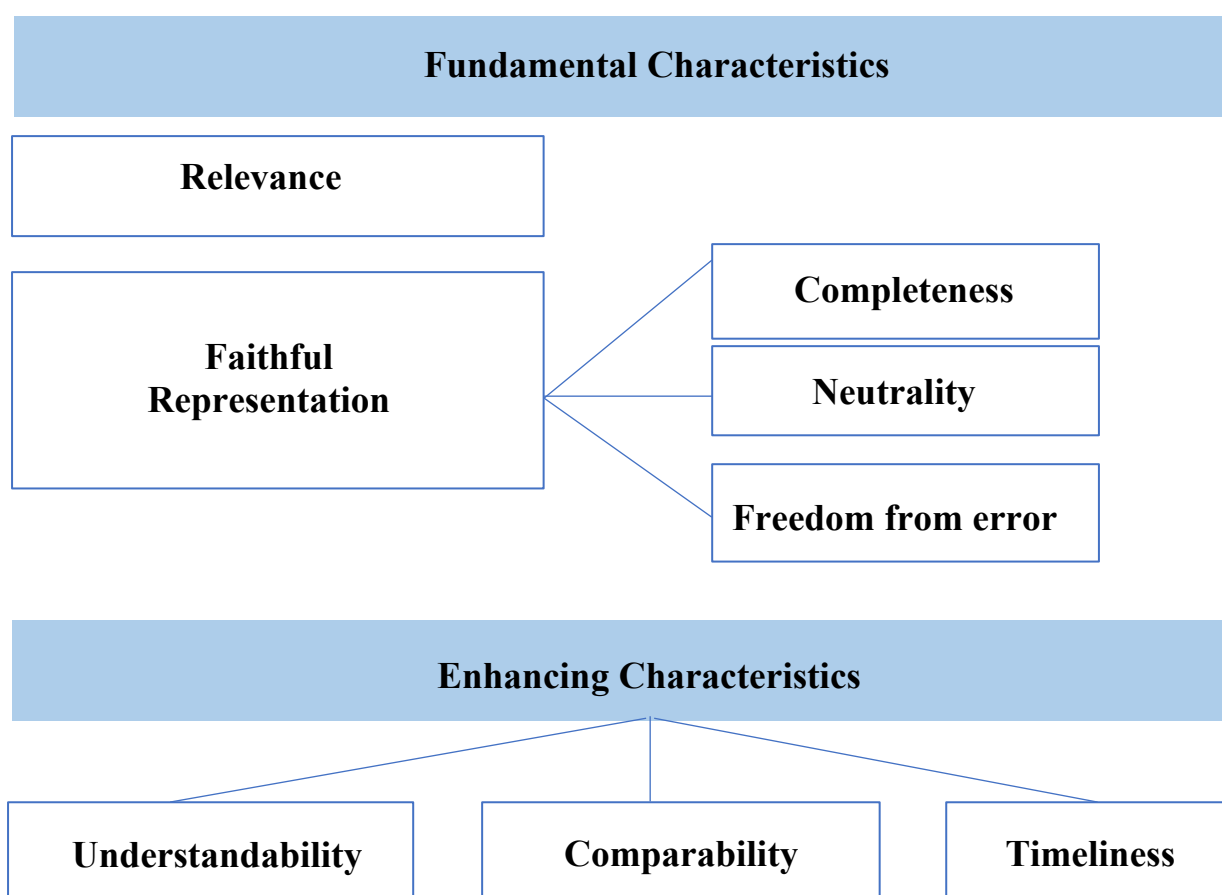 Fundamental Characteristics
Relevance
Faithful
Representation
Completeness
Neutrality
Freedom from error
Enhancing Characteristics
Understandability
Comparability
Timeliness